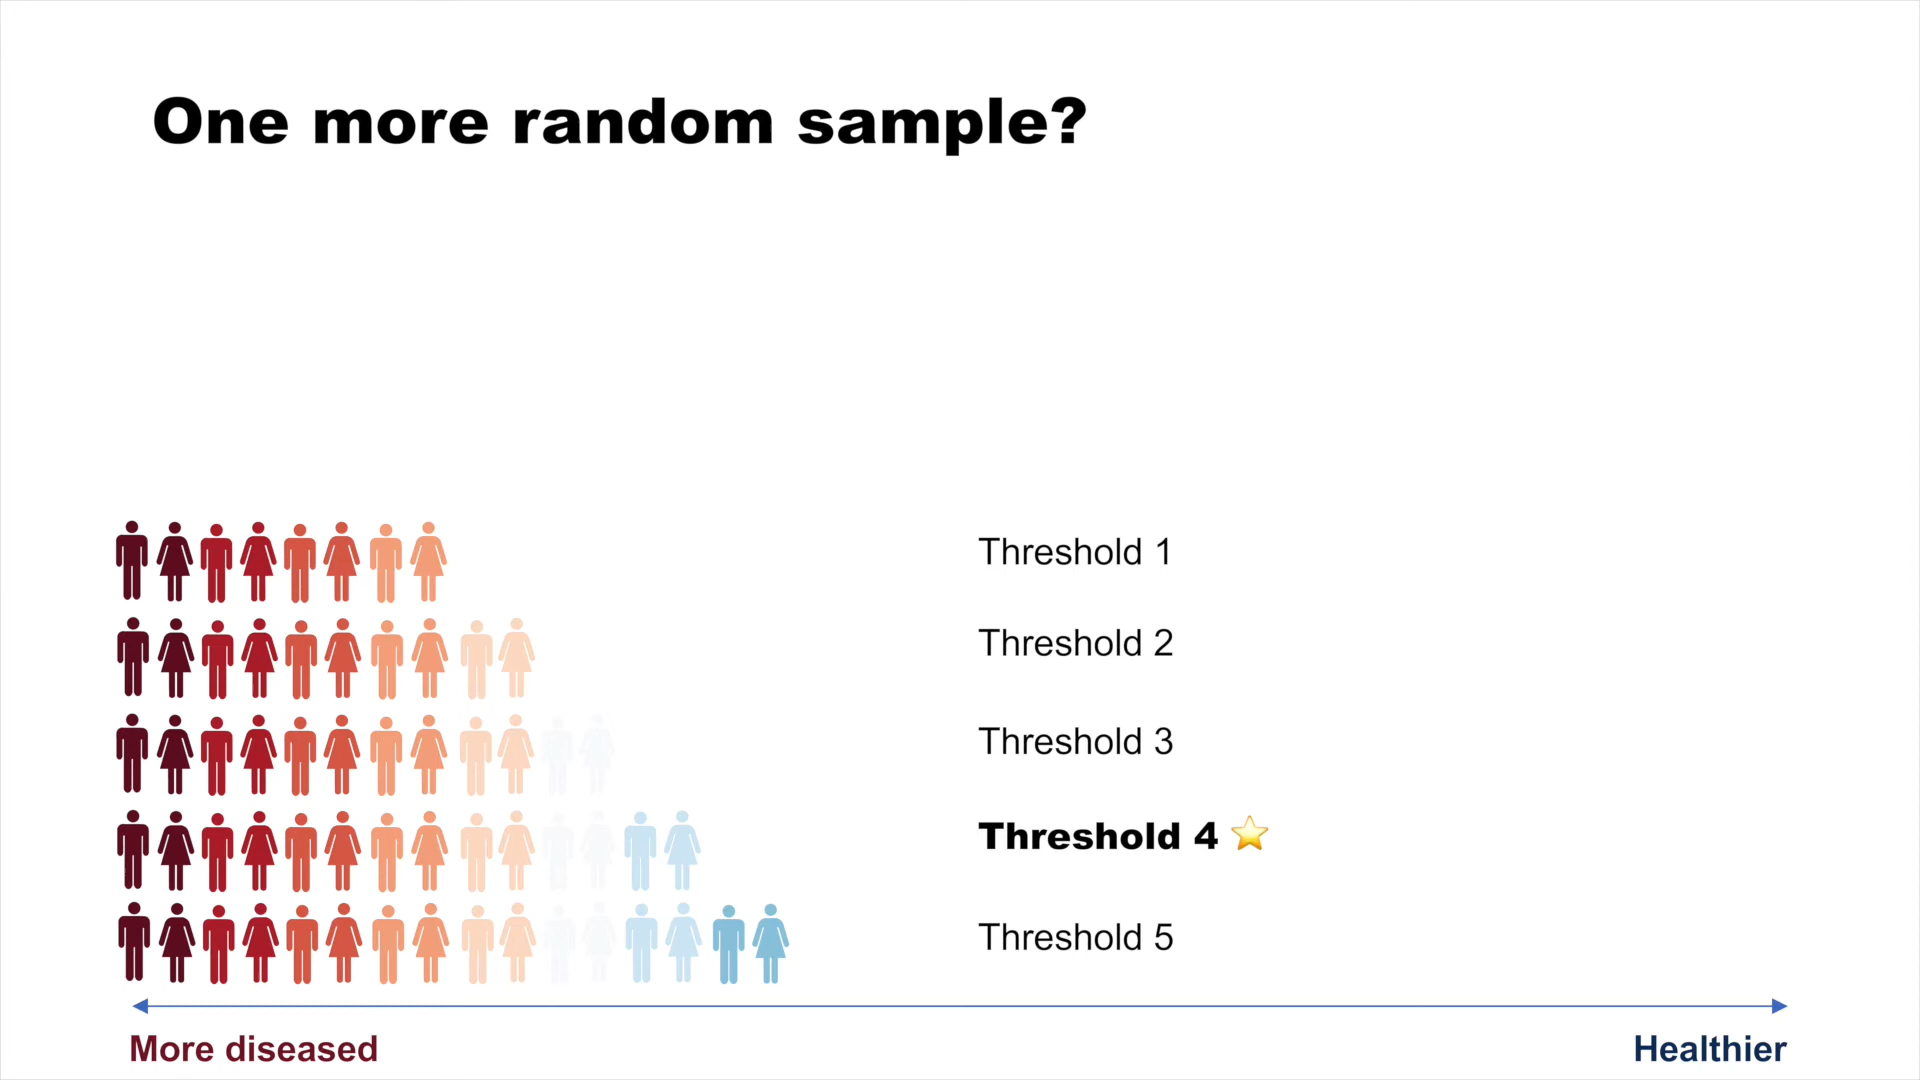 One more random sample?
Threshold 1
Threshold 2
Threshold 3
Threshold 4 ⭐
Threshold 5
More diseased
Healthier